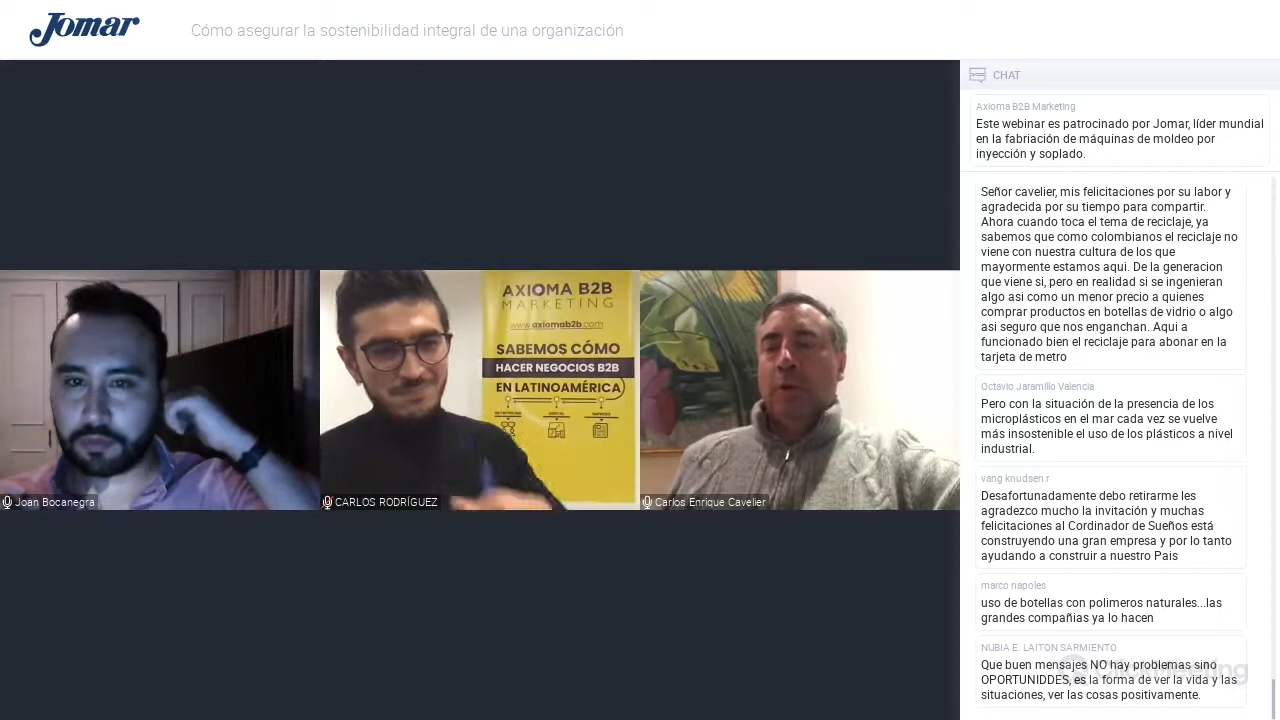 Jomar
Cómo asegurar la sostenibilidad integral de una organización
CHAT
Axioma B2B Marketing
Este webinar es patrocinado por Jomar, líder mundial
en la fabriación de máquinas de moldeo por
inyección y soplado.
Señor cavelier, mis felicitaciones por su labor y
agradecida por su tiempo para compartir.
Ahora cuando toca el tema de reciclaje, ya
sabemos que como colombianos el reciclaje no
viene con nuestra cultura de los que
mayormente estamos aqui. De la generacion
que viene si, pero en realidad si se ingenieran
algo asi como un menor precio a quienes
comprar productos en botellas de vidrio o algo
asi seguro que nos enganchan. Aqui a
funcionado bien el reciclaje para abonar en la
tarjeta de metro
Octavio Jaramillo Valencia
Pero con la situación de la presencia de los
microplásticos en el mar cada vez se vuelve
más insostenible el uso de los plásticos a nivel
industrial.
vang knudsen r
Desafortunadamente debo retirarme les
agradezco mucho la invitación y muchas
felicitaciones al Cordinador de Sueños está
construyendo una gran empresa y por lo tanto
ayudando a construir a nuestro Pais
marco napoles
uso de botellas con polimeros naturales...las
grandes compañias ya lo hacen
NUBIA E. LAITON SARMIENTO
Que buen mensajes NO hay problemas sino
OPORTUNIDDES, es la forma de ver la vida y las
situaciones, ver las cosas positivamente.
AXIOMA B2B
MARKETING
www.axiomab2b.com
SABEMOS CÓMO
HACER NEGOCIOS B2B
EN LATINOAMÉRICA
Joan Bocanegra
CARLOS RODRÍGUEZ
Carlos Enrique Cavelier